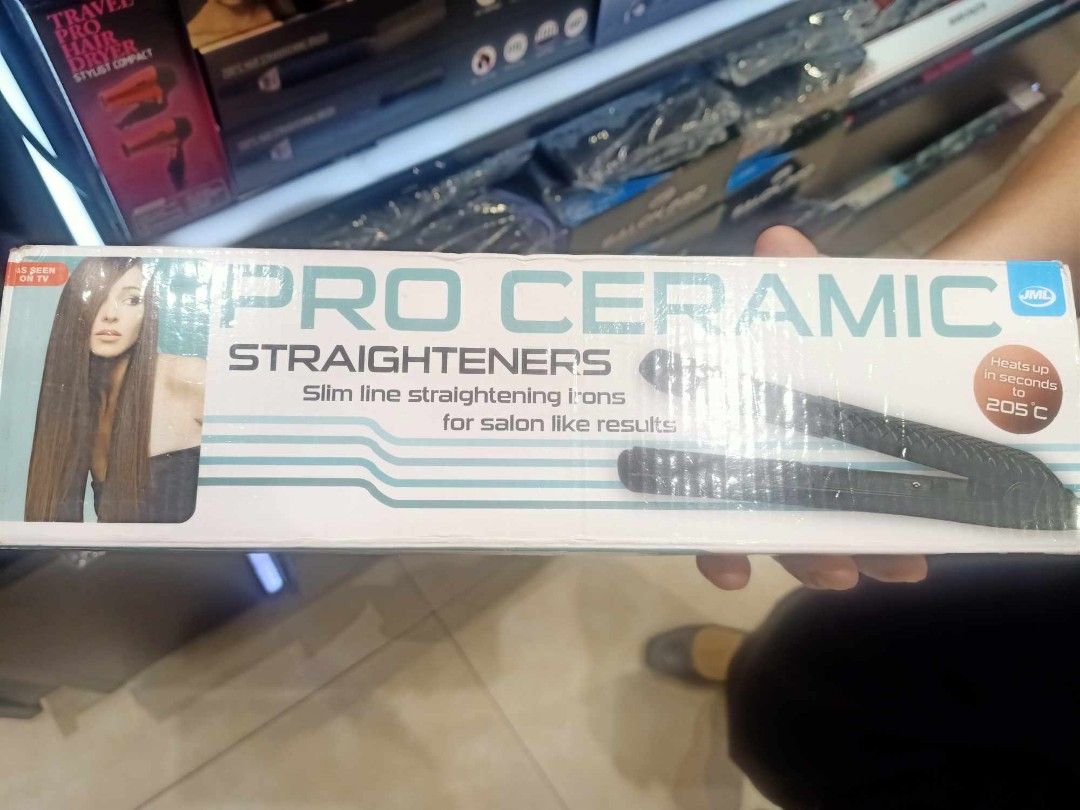 TRAVEL
PRO
HAIR
DRYER
STYLIST COMPACT
AS SEEN
ON TV
PRO CERAMIC
JML
STRAIGHTENERS
Slim line straightening irons
for salon like results
Heats up
in seconds
to
205°C